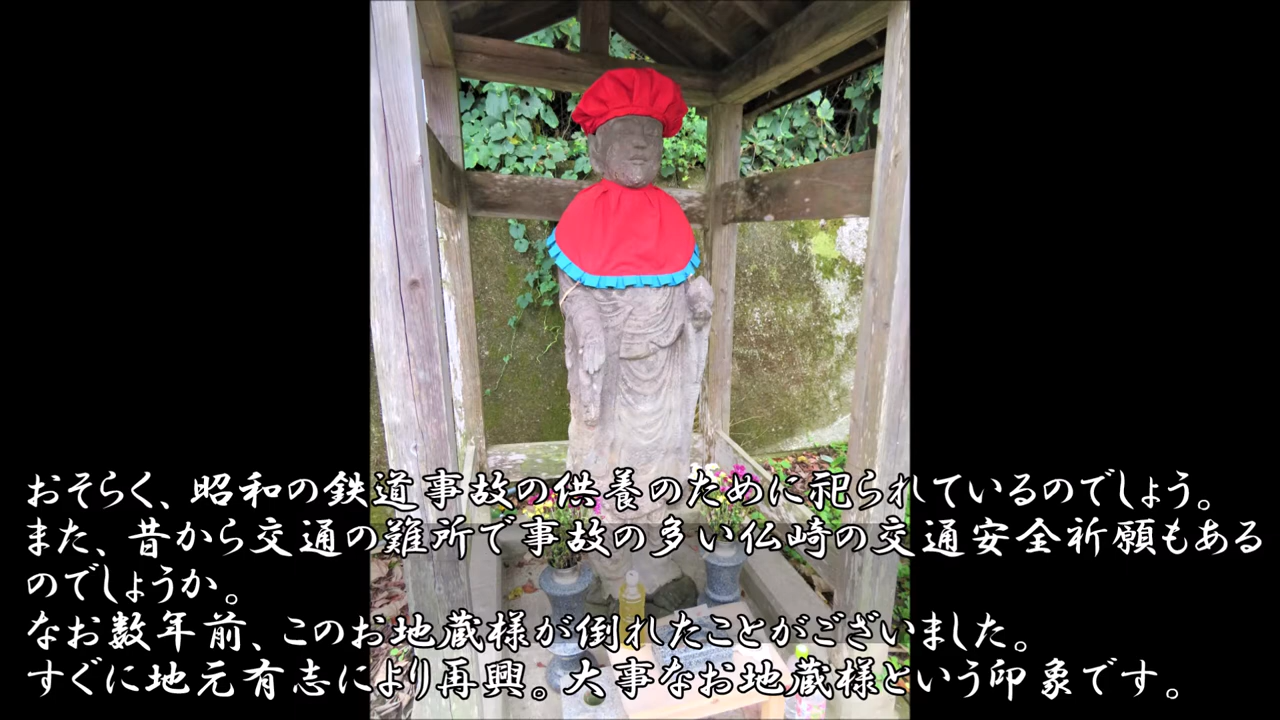 おそらく、昭和の鉄道事故の供養のために祀られているのでしょう。
また、昔から交通の難所で事故の多い仏崎の交通安全祈願もある
のでしょうか。
なお数年前、このお地蔵様が倒れたことがございました。
すぐに地元有志により再興。大事なお地蔵様という印象です。